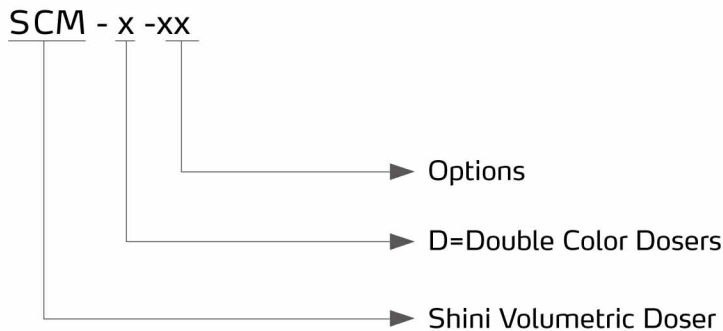 SCM - x -xx
Options
D=Double Color Dosers
Shini Volumetric Doser